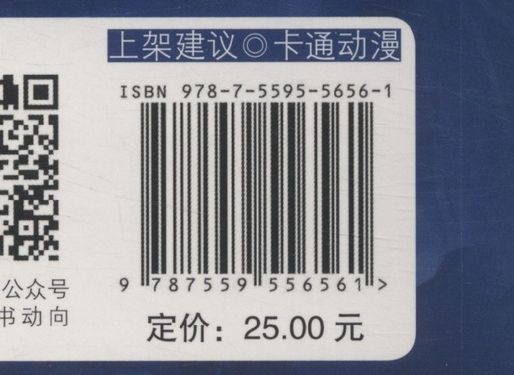 上架建议◎卡通动漫
ISBN 978-7-5595-5656-1
9 787559 556561 >
公众号
书动向
定价：25.00 元